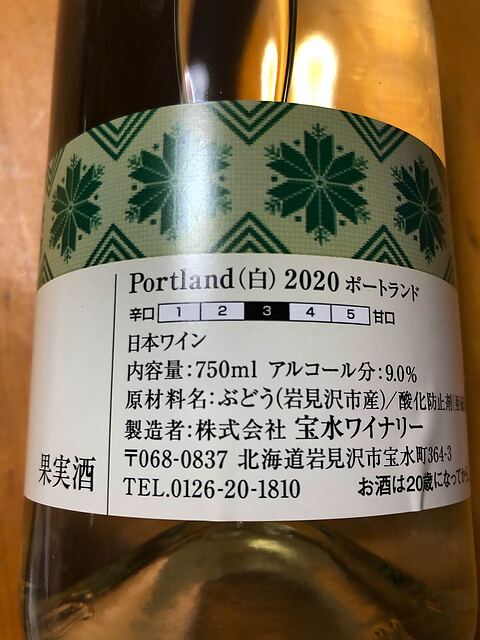 Portland(白) 2020 ポートランド
辛口 1 2 3 4 5 甘口
日本ワイン
内容量:750ml アルコール分:9.0%
原材料名:ぶどう(岩見沢市産)/酸化防止剤
製造者:株式会社 宝水ワイナリー
〒068-0837 北海道岩見沢市宝水町364-3
果実酒
TEL.0126-20-1810 お酒は20歳になってから